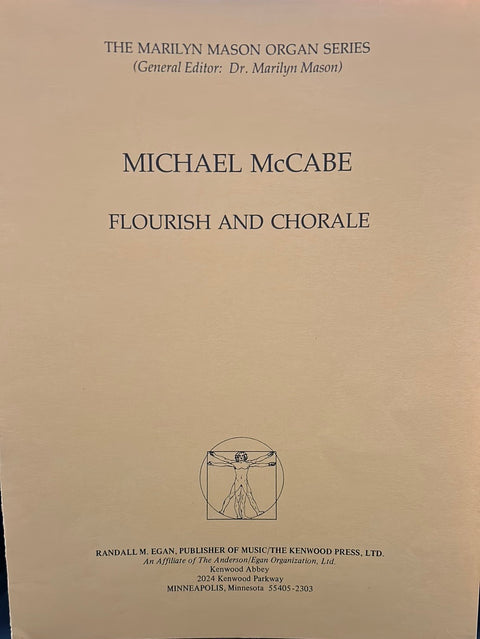 THE MARILYN MASON ORGAN SERIES
(General Editor: Dr. Marilyn Mason)
MICHAEL McCABE
FLOURISH AND CHORALE
RANDALL M. EGAN, PUBLISHER OF MUSIC/THE KENWOOD PRESS, LTD.
An Affiliate of The Anderson/Egan Organization, Ltd.
Kenwood Abbey
2024 Kenwood Parkway
MINNEAPOLIS, Minnesota 55405-2303